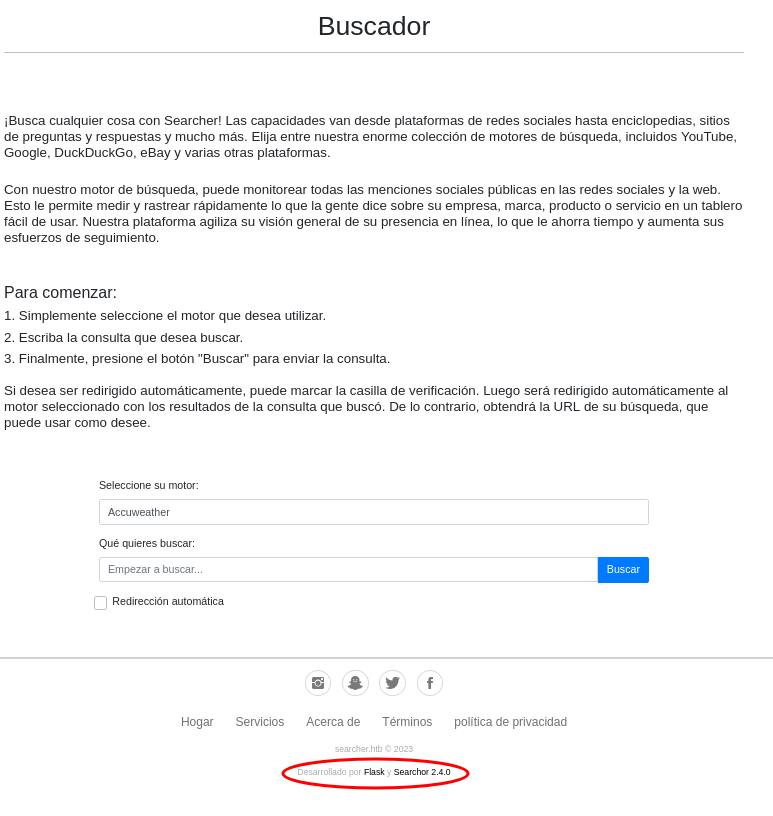 Buscador
¡Busca cualquier cosa con Searcher! Las capacidades van desde plataformas de redes sociales hasta enciclopedias, sitios
de preguntas y respuestas y mucho más. Elija entre nuestra enorme colección de motores de búsqueda, incluidos YouTube,
Google, DuckDuckGo, eBay y varias otras plataformas.
Con nuestro motor de búsqueda, puede monitorear todas las menciones sociales públicas en las redes sociales y la web.
Esto le permite medir y rastrear rápidamente lo que la gente dice sobre su empresa, marca, producto o servicio en un tablero
fácil de usar. Nuestra plataforma agiliza su visión general de su presencia en línea, lo que le ahorra tiempo y aumenta sus
esfuerzos de seguimiento.
Para comenzar:
1. Simplemente seleccione el motor que desea utilizar.
2. Escriba la consulta que desea buscar.
3. Finalmente, presione el botón "Buscar" para enviar la consulta.
Si desea ser redirigido automáticamente, puede marcar la casilla de verificación. Luego será redirigido automáticamente al
motor seleccionado con los resultados de la consulta que buscó. De lo contrario, obtendrá la URL de su búsqueda, que
puede usar como desee.
Seleccione su motor:
Accuweather
Qué quieres buscar:
Empezar a buscar... Buscar
Redirección automática
Hogar Servicios Acerca de Términos política de privacidad
searcher.htb © 2023
Desarrollado por Flask y Searchor 2.4.0